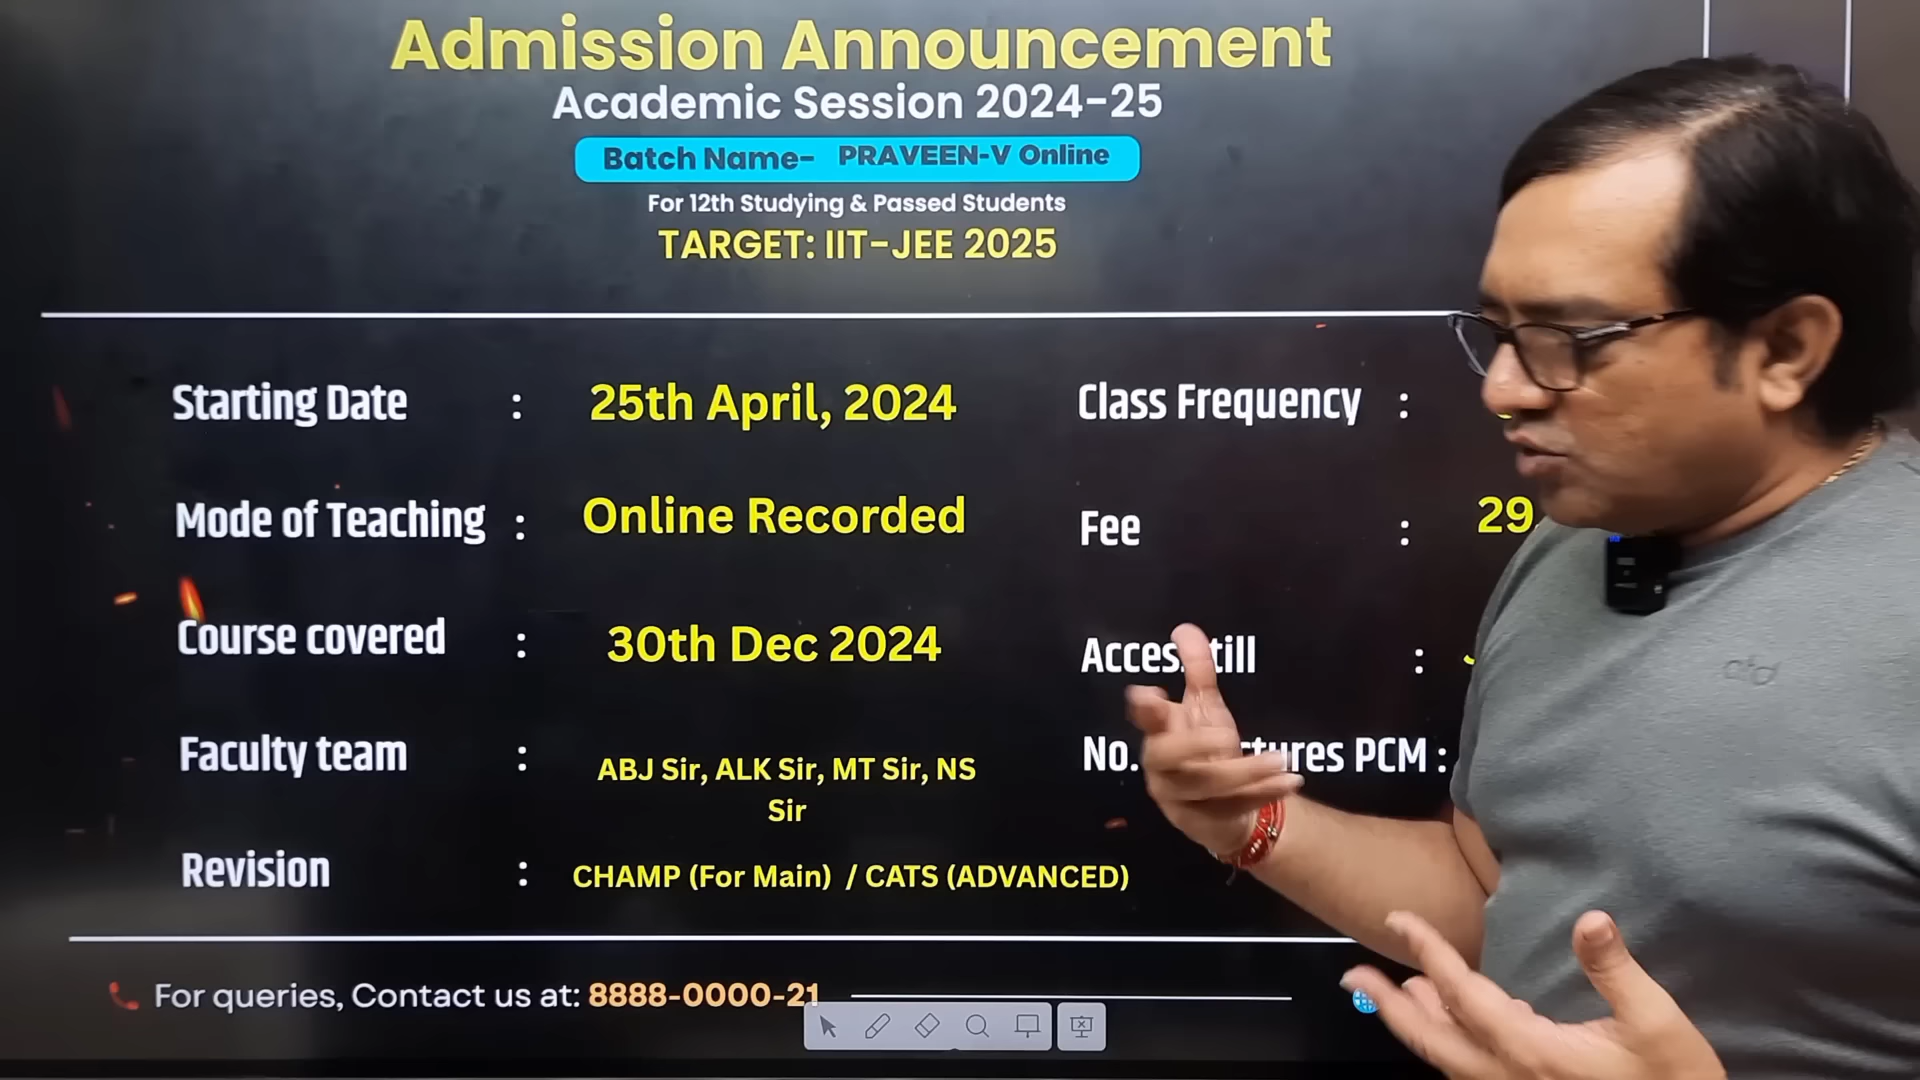 Admission Announcement
Academic Session 2024-25
Batch Name- PRAVEEN-V Online
For 12th Studying & Passed Students
TARGET: IIT-JEE 2025
Starting Date : 25th April, 2024
Class Frequency :
Mode of Teaching : Online Recorded
Fee : 29
Course covered : 30th Dec 2024
Access till :
Faculty team : ABJ Sir, ALK Sir, MT Sir, NS
Sir
No. PCM :
Revision : CHAMP (For Main) / CATS (ADVANCED)
For queries, Contact us at: 8888-0000-21